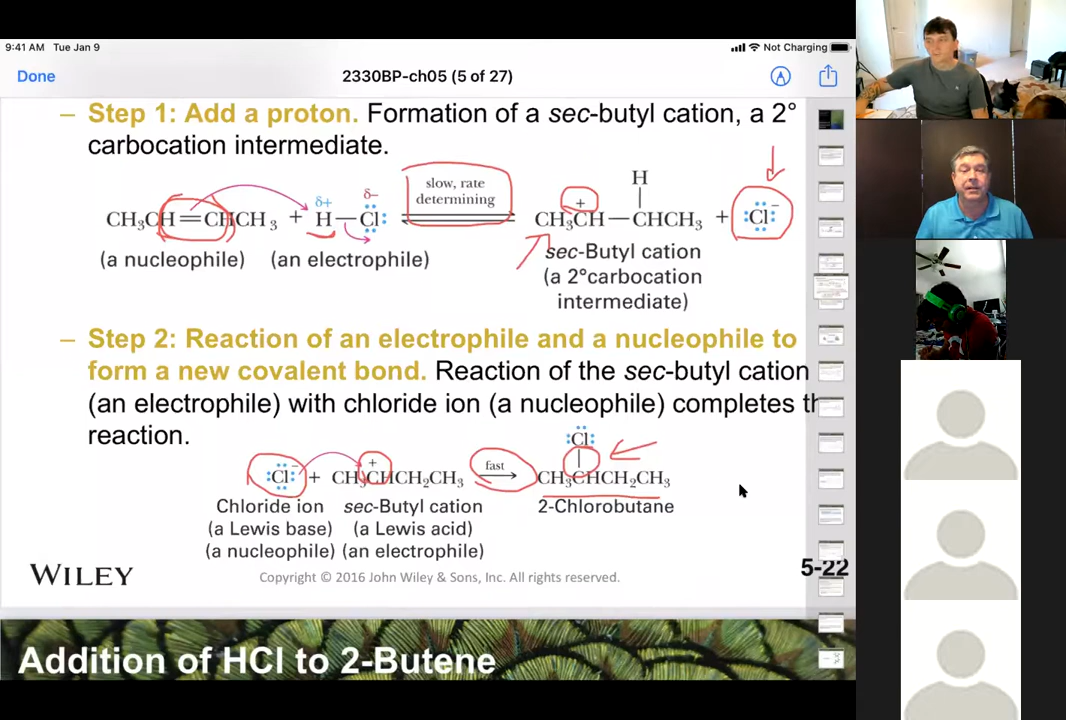 9:41 AM Tue Jan 9
Not Charging
Done
2330BP-ch05 (5 of 27)
– Step 1: Add a proton. Formation of a sec-butyl cation, a 2°
carbocation intermediate.
CH₃CH=CHCH₃ + H—Cl: slow, rate determining CH₃CH—CHCH₃ + :Cl:⁻
δ+ δ− + H
(a nucleophile) (an electrophile)
sec-Butyl cation
(a 2°carbocation
intermediate)
– Step 2: Reaction of an electrophile and a nucleophile to
form a new covalent bond. Reaction of the sec-butyl cation
(an electrophile) with chloride ion (a nucleophile) completes th
reaction.
:Cl:
:Cl:⁻ + CH₃CHCH₂CH₃ fast CH₃CHCH₂CH₃
+
Chloride ion sec-Butyl cation 2-Chlorobutane
(a Lewis base) (a Lewis acid)
(a nucleophile) (an electrophile)
WILEY
Copyright © 2016 John Wiley & Sons, Inc. All rights reserved.
5-22
Addition of HCl to 2-Butene